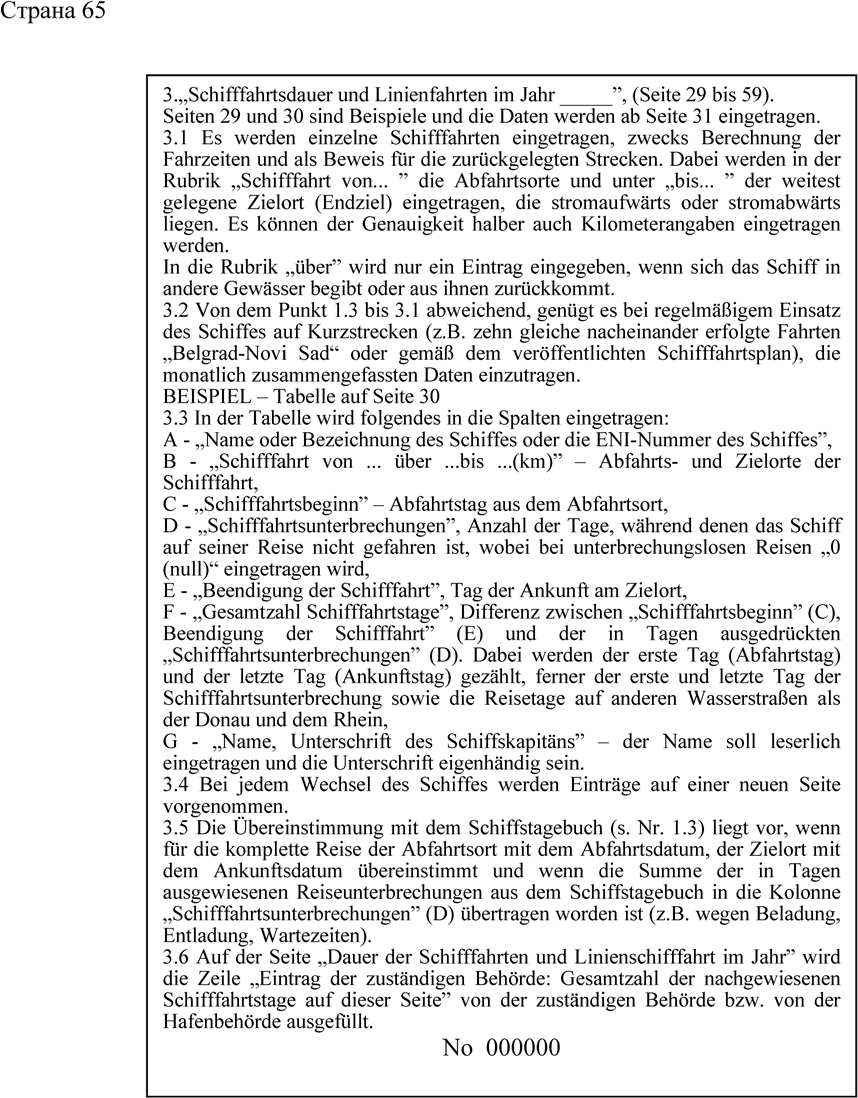 Страна 65
3.„Schifffahrtsdauer und Linienfahrten im Jahr _____”, (Seite 29 bis 59).
Seiten 29 und 30 sind Beispiele und die Daten werden ab Seite 31 eingetragen.
3.1 Es werden einzelne Schifffahrten eingetragen, zwecks Berechnung der
Fahrzeiten und als Beweis für die zurückgelegten Strecken. Dabei werden in der
Rubrik „Schifffahrt von... ” die Abfahrtsorte und unter „bis... ” der weitest
gelegene Zielort (Endziel) eingetragen, die stromaufwärts oder stromabwärts
liegen. Es können der Genauigkeit halber auch Kilometerangaben eingetragen
werden.
In die Rubrik „über” wird nur ein Eintrag eingegeben, wenn sich das Schiff in
andere Gewässer begibt oder aus ihnen zurückkommt.
3.2 Von dem Punkt 1.3 bis 3.1 abweichend, genügt es bei regelmäßigem Einsatz
des Schiffes auf Kurzstrecken (z.B. zehn gleiche nacheinander erfolgte Fahrten
„Belgrad-Novi Sad“ oder gemäß dem veröffentlichten Schifffahrtsplan), die
monatlich zusammengefassten Daten einzutragen.
BEISPIEL – Tabelle auf Seite 30
3.3 In der Tabelle wird folgendes in die Spalten eingetragen:
A - „Name oder Bezeichnung des Schiffes oder die ENI-Nummer des Schiffes”,
B - „Schifffahrt von ... über ...bis ...(km)” – Abfahrts- und Zielorte der
Schifffahrt,
C - „Schifffahrtsbeginn” – Abfahrtstag aus dem Abfahrtsort,
D - „Schifffahrtsunterbrechungen”, Anzahl der Tage, während denen das Schiff
auf seiner Reise nicht gefahren ist, wobei bei unterbrechungslosen Reisen „0
(null)“ eingetragen wird,
E - „Beendigung der Schifffahrt”, Tag der Ankunft am Zielort,
F - „Gesamtzahl Schifffahrtstage”, Differenz zwischen „Schifffahrtsbeginn” (C),
Beendigung der Schifffahrt” (E) und der in Tagen ausgedrückten
„Schifffahrtsunterbrechungen” (D). Dabei werden der erste Tag (Abfahrtstag)
und der letzte Tag (Ankunftstag) gezählt, ferner der erste und letzte Tag der
Schifffahrtsunterbrechung sowie die Reisetage auf anderen Wasserstraßen als
der Donau und dem Rhein,
G - „Name, Unterschrift des Schiffskapitäns” – der Name soll leserlich
eingetragen und die Unterschrift eigenhändig sein.
3.4 Bei jedem Wechsel des Schiffes werden Einträge auf einer neuen Seite
vorgenommen.
3.5 Die Übereinstimmung mit dem Schiffstagebuch (s. Nr. 1.3) liegt vor, wenn
für die komplette Reise der Abfahrtsort mit dem Abfahrtsdatum, der Zielort mit
dem Ankunftsdatum übereinstimmt und wenn die Summe der in Tagen
ausgewiesenen Reiseunterbrechungen aus dem Schiffstagebuch in die Kolonne
„Schifffahrtsunterbrechungen” (D) übertragen worden ist (z.B. wegen Beladung,
Entladung, Wartezeiten).
3.6 Auf der Seite „Dauer der Schifffahrten und Linienschifffahrt im Jahr” wird
die Zeile „Eintrag der zuständigen Behörde: Gesamtzahl der nachgewiesenen
Schifffahrtstage auf dieser Seite” von der zuständigen Behörde bzw. von der
Hafenbehörde ausgefüllt.
No 000000